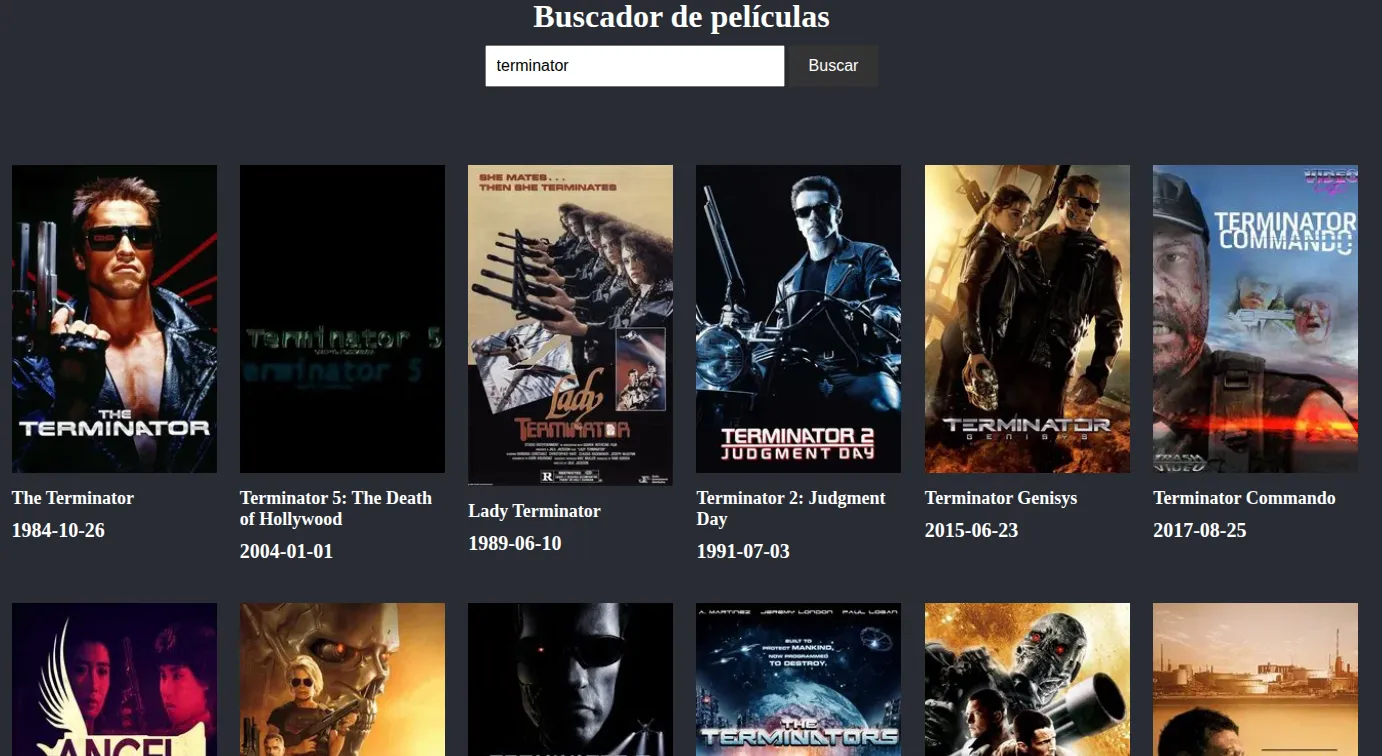 Buscador de películas
terminator
Buscar
THE
TERMINATOR
Terminator 5
SHE MATES...
THEN SHE TERMINATES
Lady
TERMINATOR
R
TERMINATOR 2
JUDGMENT DAY
TERMINATOR
GENISYS
VIDEO
TERMINATOR
COMMANDO
TRASH
VIDEO
The Terminator
1984-10-26
Terminator 5: The Death
of Hollywood
2004-01-01
Lady Terminator
1989-06-10
Terminator 2: Judgment
Day
1991-07-03
Terminator Genisys
2015-06-23
Terminator Commando
2017-08-25
ANGEL
A MARTINEZ JEREMY LONDON PAUL LOGAN
BUILT TO
PROTECT MANKIND,
NOW PROGRAMMED
TO DESTROY.
THE
TERMINATORS